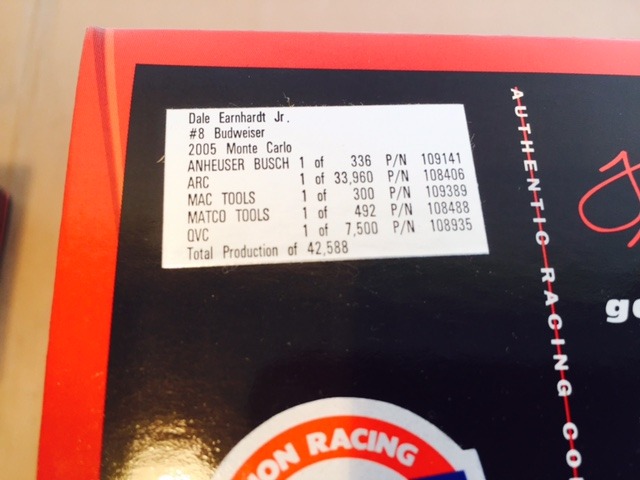 Dale Earnhardt Jr.
#8 Budweiser
2005 Monte Carlo
ANHEUSER BUSCH 1 of 336 P/N 109141
ARC 1 of 33,960 P/N 108406
MAC TOOLS 1 of 300 P/N 109389
MATCO TOOLS 1 of 492 P/N 108488
QVC 1 of 7,500 P/N 108935
Total Production of 42,588
AUTHENTIC RACING
RACING